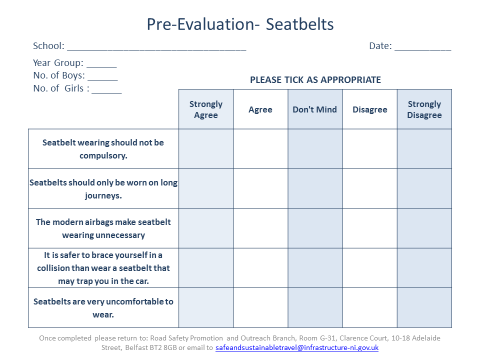 Pre-Evaluation- Seatbelts
School: ___________________________________ Date: ___________
Year Group: ______
No. of Boys: ______
No. of Girls : ______
PLEASE TICK AS APPROPRIATE
Strongly Agree
Agree
Don't Mind
Disagree
Strongly Disagree
Seatbelt wearing should not be
compulsory.
Seatbelts should only be worn on long
journeys.
The modern airbags make seatbelt
wearing unnecessary
It is safer to brace yourself in a
collision than wear a seatbelt that
may trap you in the car.
Seatbelts are very uncomfortable to
wear.
Once completed please return to: Road Safety Promotion and Outreach Branch, Room G-31, Clarence Court, 10-18 Adelaide
Street, Belfast BT2 8GB or email to safeandsustainabletravel@infrastructure-ni.gov.uk